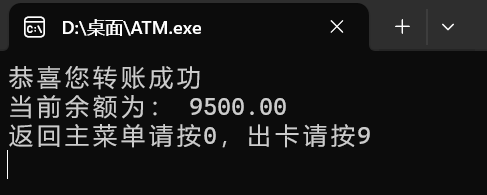 D:\桌面\ATM.exe
恭喜您转账成功
当前余额为： 9500.00
返回主菜单请按0，出卡请按9